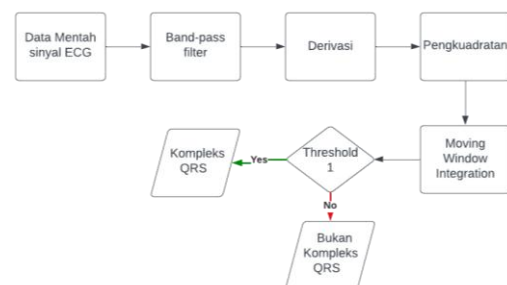 Data Mentah
sinyal ECG
Band-pass
filter
Derivasi
Pengkuadratan
Moving
Window
Integration
Threshold
1
Yes
Kompleks
QRS
No
Bukan
Kompleks
QRS